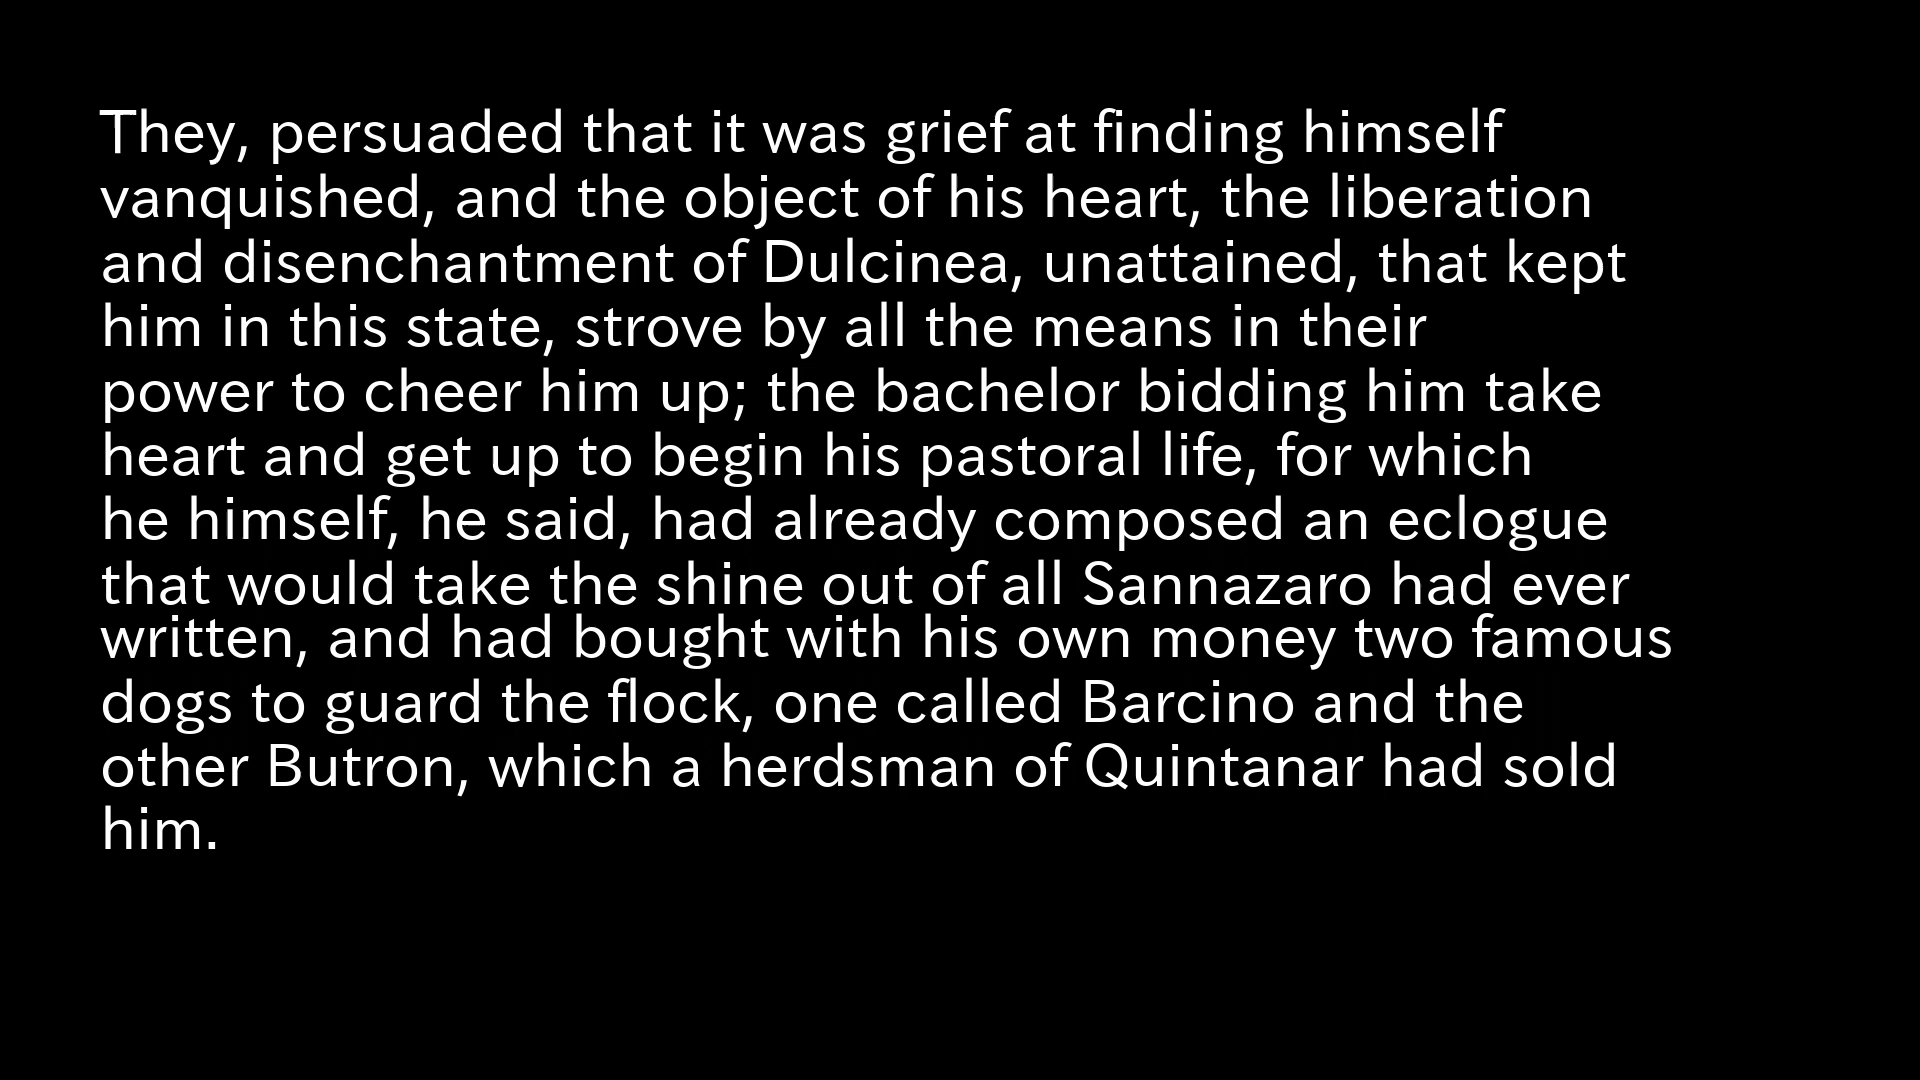 They, persuaded that it was grief at finding himself
vanquished, and the object of his heart, the liberation
and disenchantment of Dulcinea, unattained, that kept
him in this state, strove by all the means in their
power to cheer him up; the bachelor bidding him take
heart and get up to begin his pastoral life, for which
he himself, he said, had already composed an eclogue
that would take the shine out of all Sannazaro had ever
written, and had bought with his own money two famous
dogs to guard the flock, one called Barcino and the
other Butron, which a herdsman of Quintanar had sold
him.